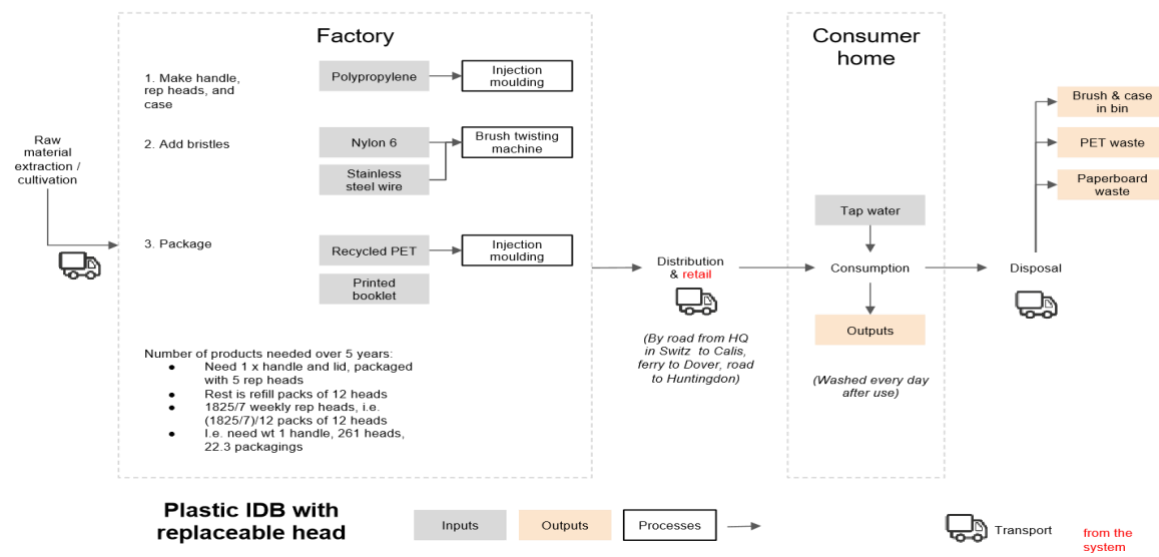 Factory
Consumer
home
1. Make handle,
rep heads, and
case
Polypropylene
Injection
moulding
2. Add bristles
Nylon 6
Brush twisting
machine
Stainless
steel wire
Raw
material
extraction /
cultivation
3. Package
Recycled PET
Injection
moulding
Printed
booklet
Number of products needed over 5 years:
● Need 1 x handle and lid, packaged
with 5 rep heads
● Rest is refill packs of 12 heads
● 1825/7 weekly rep heads, i.e.
(1825/7)/12 packs of 12 heads
● I.e. need wt 1 handle, 261 heads,
22.3 packagings
Distribution
& retail
(By road from HQ
in Switz to Calis,
ferry to Dover, road
to Huntingdon)
Tap water
Consumption
Outputs
(Washed every day
after use)
Disposal
Brush & case
in bin
PET waste
Paperboard
waste
Plastic IDB with
replaceable head
Inputs
Outputs
Processes
Transport
from the
system